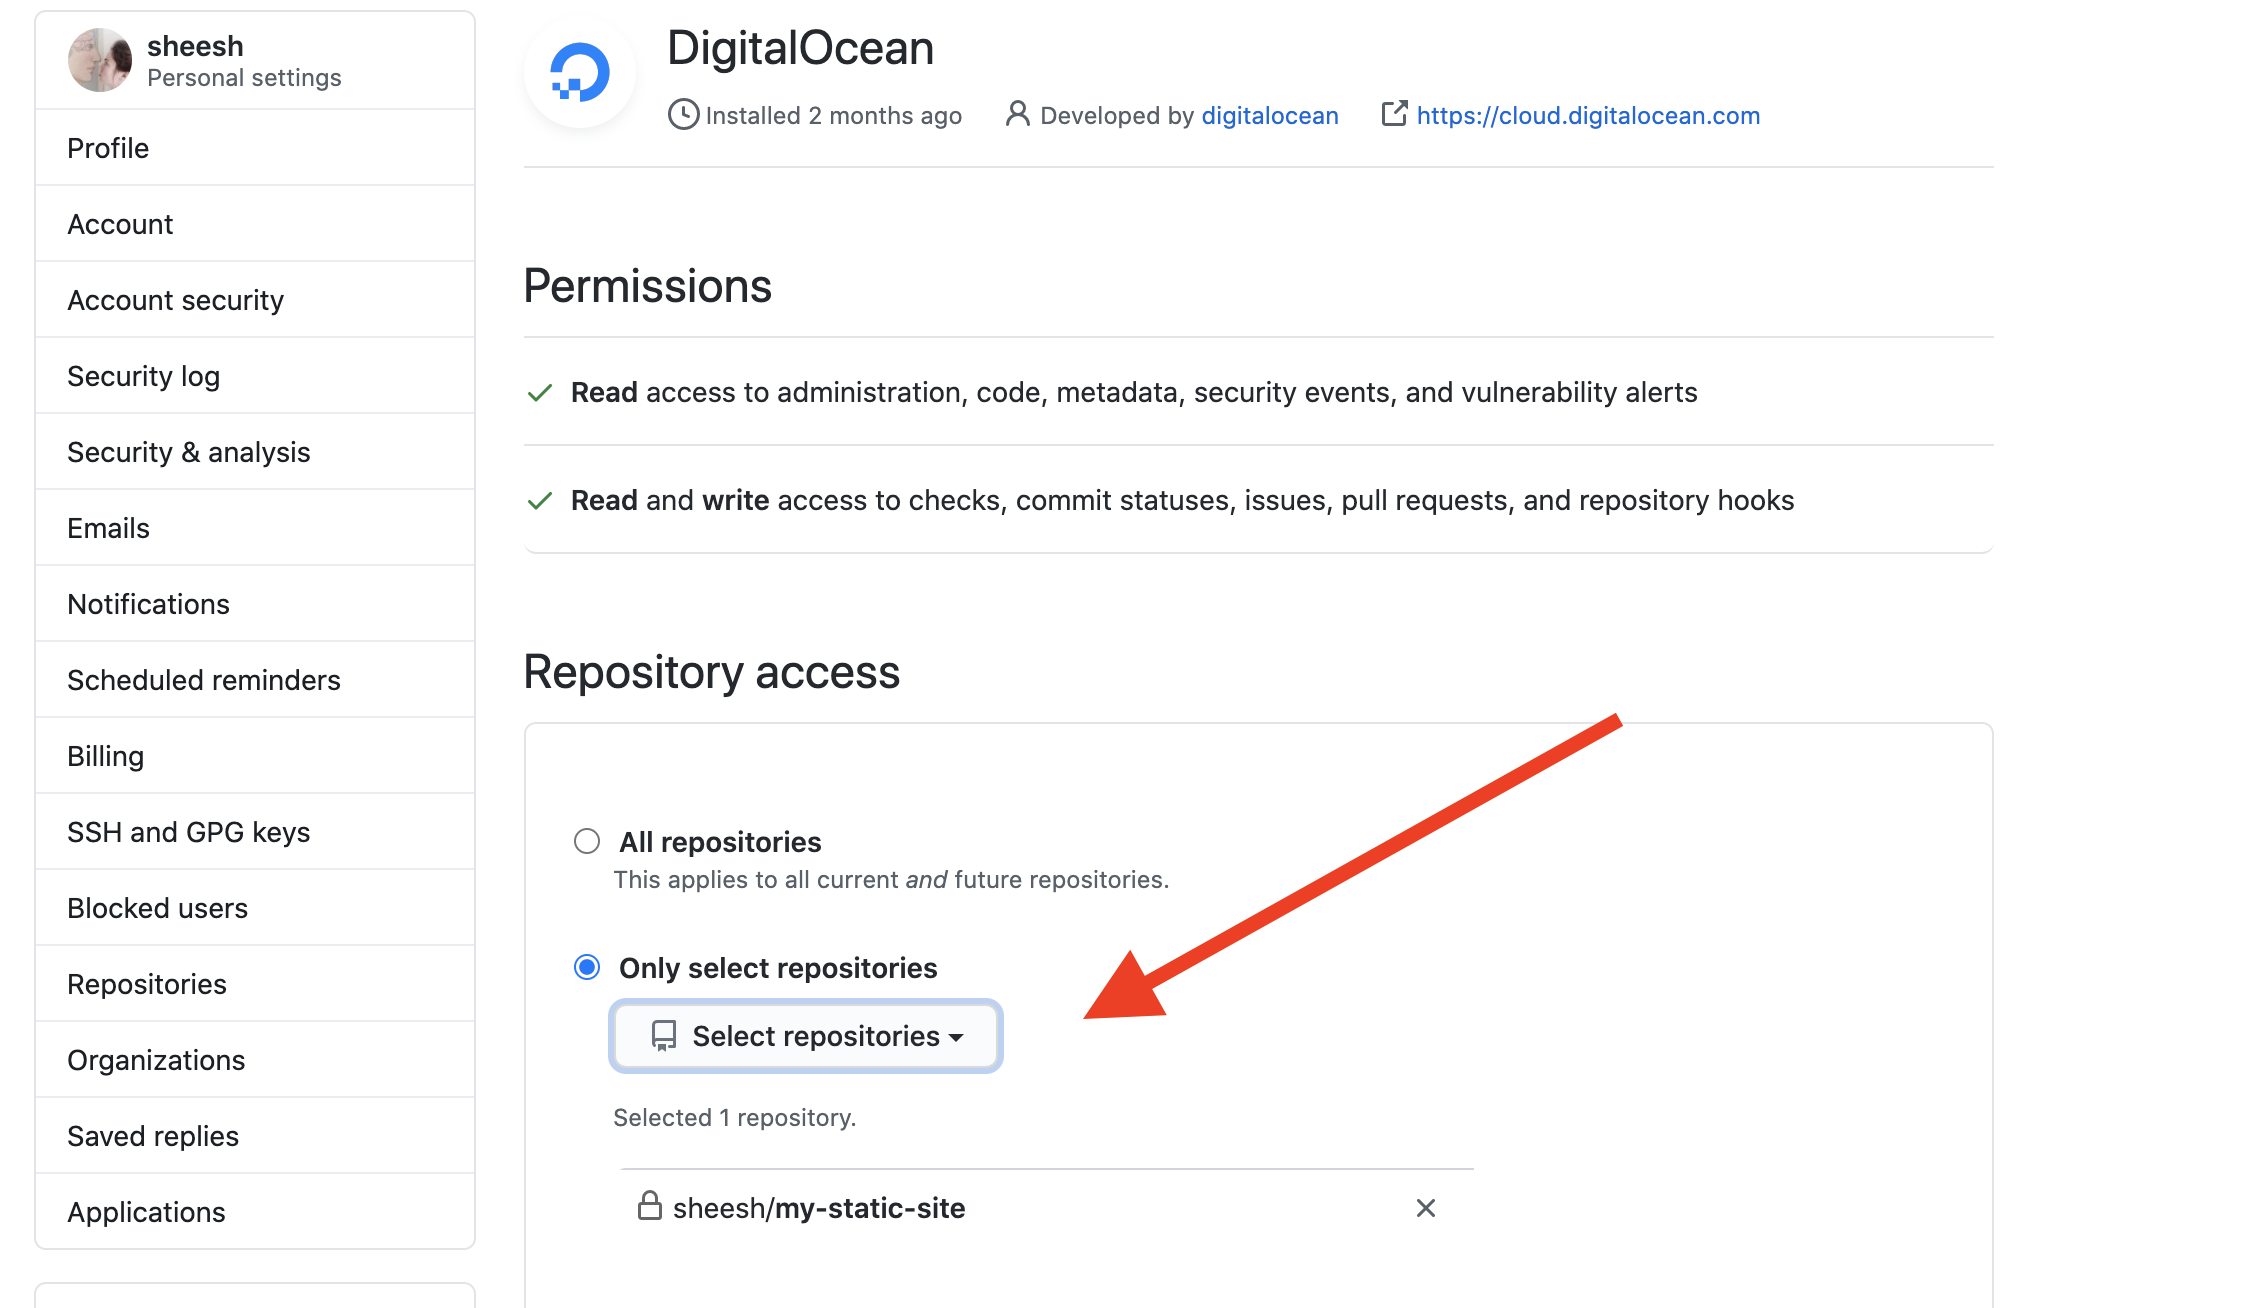 sheesh
Personal settings
Profile
Account
Account security
Security log
Security & analysis
Emails
Notifications
Scheduled reminders
Billing
SSH and GPG keys
Blocked users
Repositories
Organizations
Saved replies
Applications
DigitalOcean
Installed 2 months ago Developed by digitalocean https://cloud.digitalocean.com
Permissions
Read access to administration, code, metadata, security events, and vulnerability alerts
Read and write access to checks, commit statuses, issues, pull requests, and repository hooks
Repository access
All repositories
This applies to all current and future repositories.
Only select repositories
Select repositories
Selected 1 repository.
sheesh/my-static-site